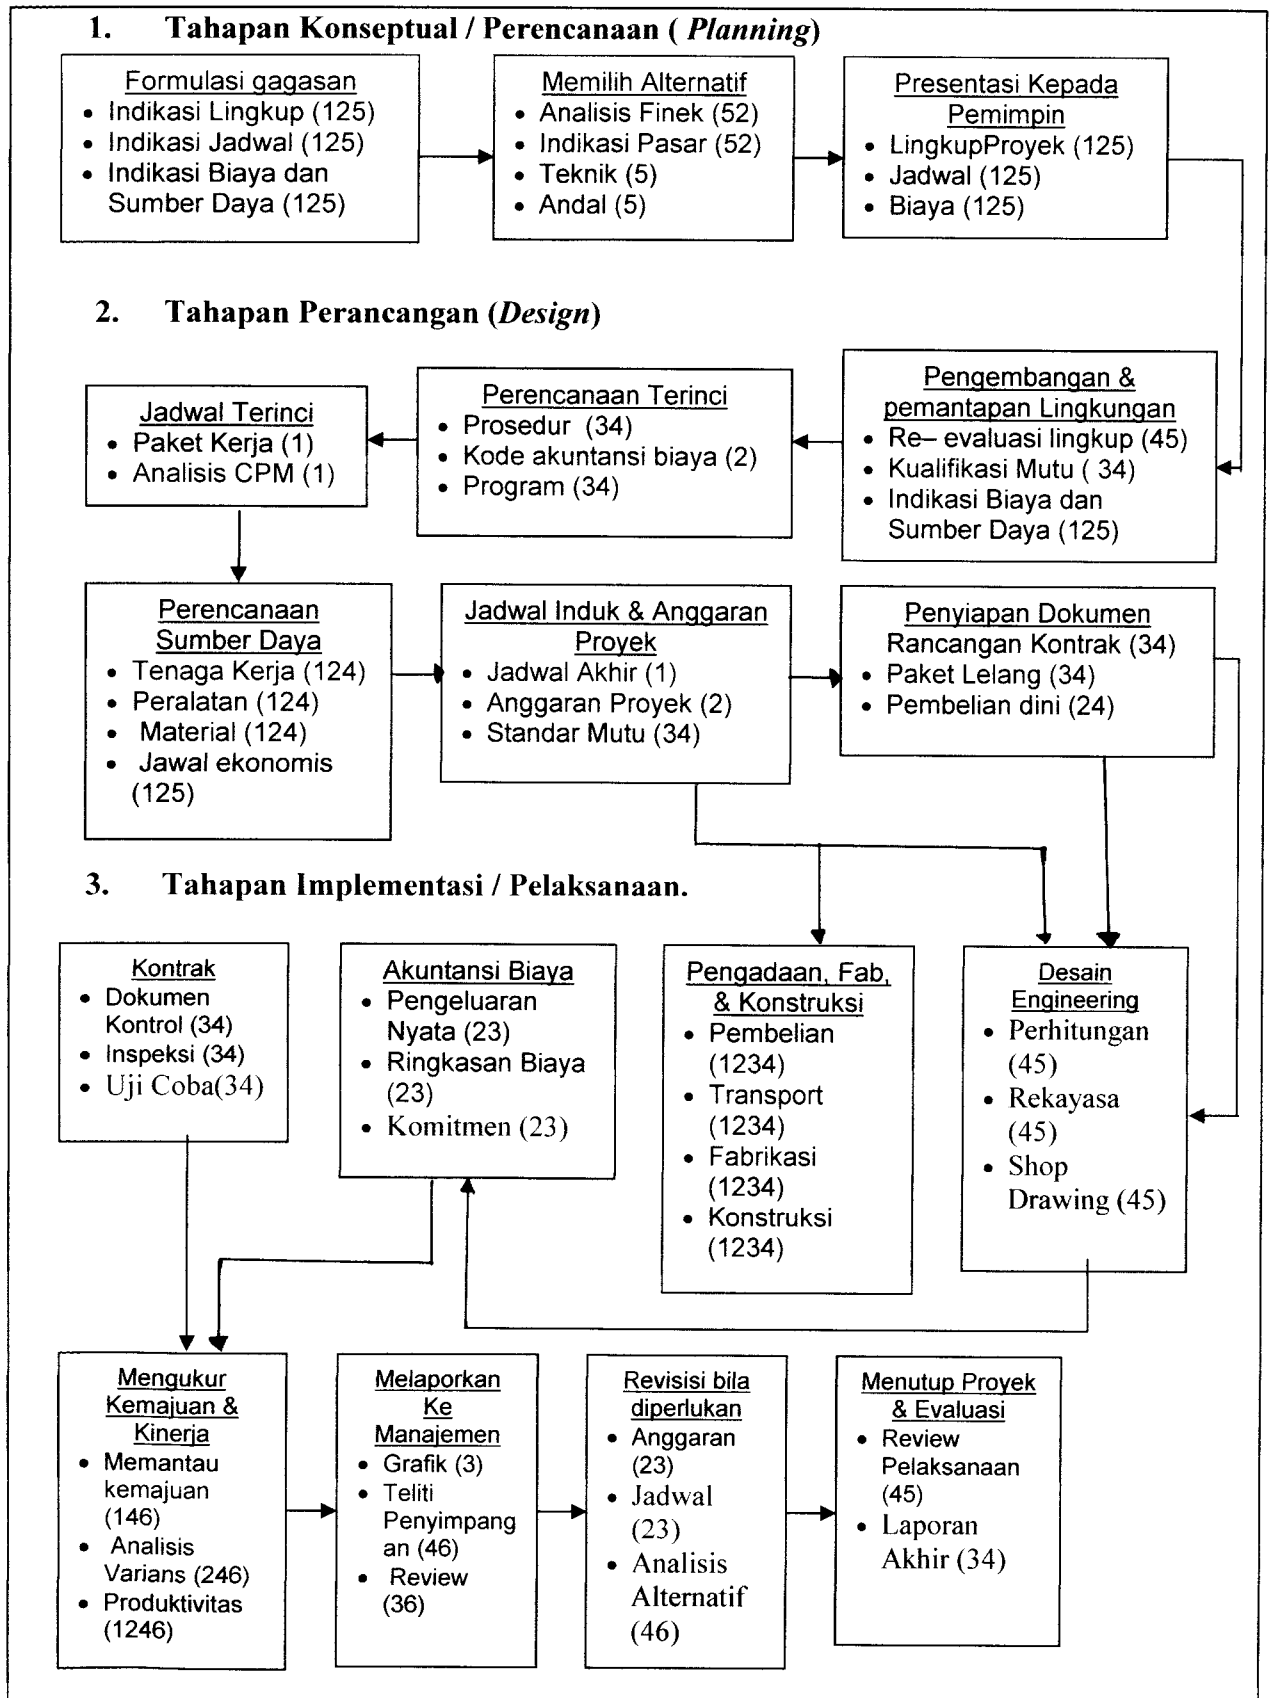 1. Tahapan Konseptual / Perencanaan ( Planning)
Formulasi gagasan
• Indikasi Lingkup (125)
• Indikasi Jadwal (125)
• Indikasi Biaya dan
Sumber Daya (125)
Memilih Alternatif
• Analisis Finek (52)
• Indikasi Pasar (52)
• Teknik (5)
• Andal (5)
Presentasi Kepada
Pemimpin
• LingkupProyek (125)
• Jadwal (125)
• Biaya (125)
2. Tahapan Perancangan (Design)
Jadwal Terinci
• Paket Kerja (1)
• Analisis CPM (1)
Perencanaan Terinci
• Prosedur (34)
• Kode akuntansi biaya (2)
• Program (34)
Pengembangan &
pemantapan Lingkungan
• Re– evaluasi lingkup (45)
• Kualifikasi Mutu ( 34)
• Indikasi Biaya dan
Sumber Daya (125)
Perencanaan
Sumber Daya
• Tenaga Kerja (124)
• Peralatan (124)
• Material (124)
• Jawal ekonomis
(125)
Jadwal Induk & Anggaran
Proyek
• Jadwal Akhir (1)
• Anggaran Proyek (2)
• Standar Mutu (34)
Penyiapan Dokumen
Rancangan Kontrak (34)
• Paket Lelang (34)
• Pembelian dini (24)
3. Tahapan Implementasi / Pelaksanaan.
Kontrak
• Dokumen
Kontrol (34)
• Inspeksi (34)
• Uji Coba(34)
Akuntansi Biaya
• Pengeluaran
Nyata (23)
• Ringkasan Biaya
(23)
• Komitmen (23)
Pengadaan, Fab,
& Konstruksi
• Pembelian
(1234)
• Transport
(1234)
• Fabrikasi
(1234)
• Konstruksi
(1234)
Desain
Engineering
• Perhitungan
(45)
• Rekayasa
(45)
• Shop
Drawing (45)
Mengukur
Kemajuan &
Kinerja
• Memantau
kemajuan
(146)
• Analisis
Varians (246)
• Produktivitas
(1246)
Melaporkan
Ke
Manajemen
• Grafik (3)
• Teliti
Penyimpang
an (46)
• Review
(36)
Revisisi bila
diperlukan
• Anggaran
(23)
• Jadwal
(23)
• Analisis
Alternatif
(46)
Menutup Proyek
& Evaluasi
• Review
Pelaksanaan
(45)
• Laporan
Akhir (34)